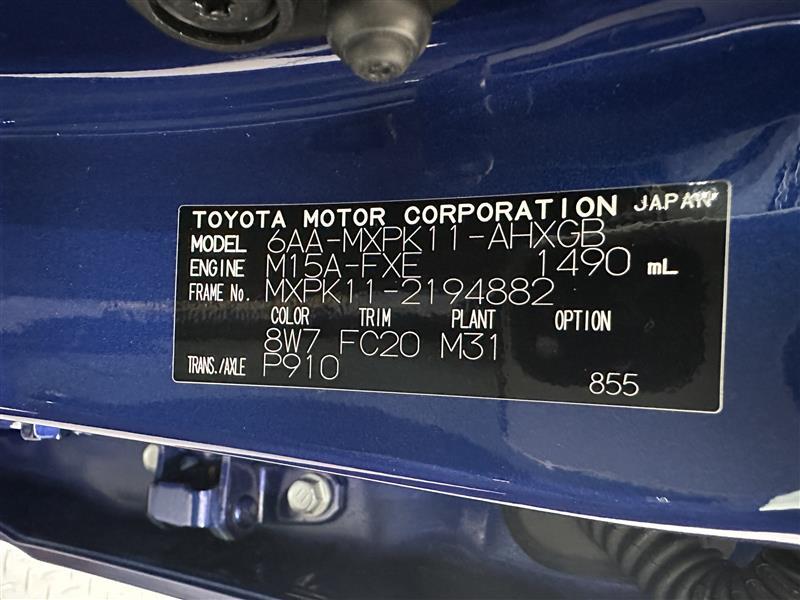 TOYOTA MOTOR CORPORATION JAPAN
MODEL 6AA-MXPK11-AHXGB
ENGINE M15A-FXE 1490 mL
FRAME No. MXPK11-2194882
COLOR TRIM PLANT OPTION
8W7 FC20 M31
TRANS./AXLE P910
855